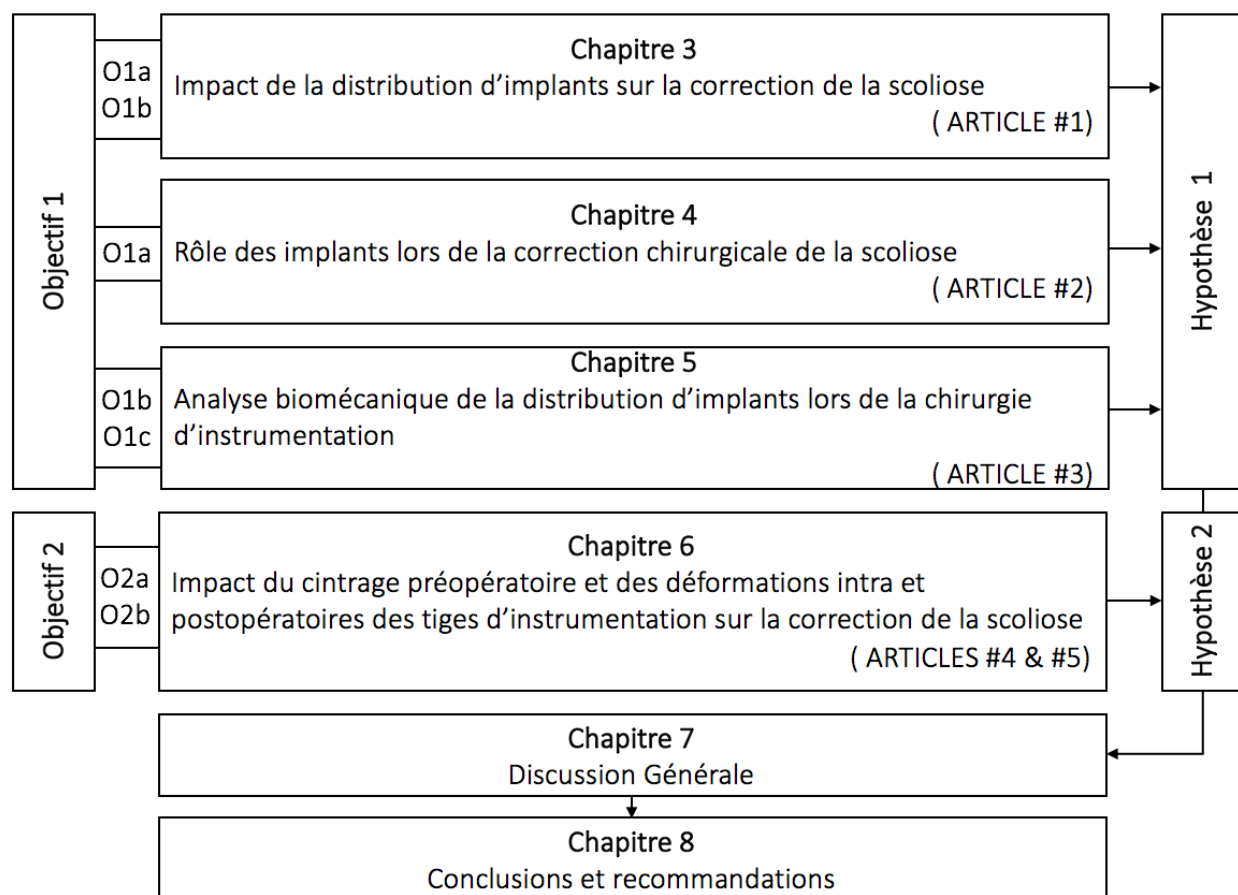 Objectif 1
O1a
O1b
Chapitre 3
Impact de la distribution d'implants sur la correction de la scoliose
( ARTICLE #1)
O1a
Chapitre 4
Rôle des implants lors de la correction chirurgicale de la scoliose
( ARTICLE #2)
O1b
O1c
Chapitre 5
Analyse biomécanique de la distribution d'implants lors de la chirurgie
d'instrumentation
( ARTICLE #3)
Hypothèse 1
Objectif 2
O2a
O2b
Chapitre 6
Impact du cintrage préopératoire et des déformations intra et
postopératoires des tiges d'instrumentation sur la correction de la scoliose
( ARTICLES #4 & #5)
Hypothèse 2
Chapitre 7
Discussion Générale
Chapitre 8
Conclusions et recommandations